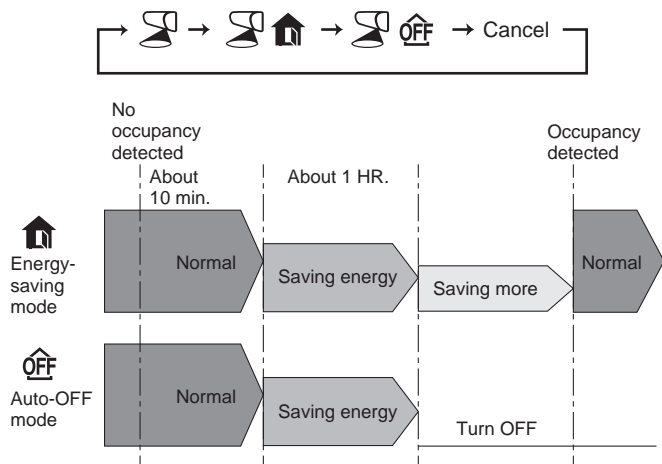 OFF
Cancel
No
occupancy
detected
Occupancy
detected
About
10 min.
About 1 HR.
Energy-
saving
mode
Normal
Saving energy
Saving more
Normal
OFF
Auto-OFF
mode
Normal
Saving energy
Turn OFF